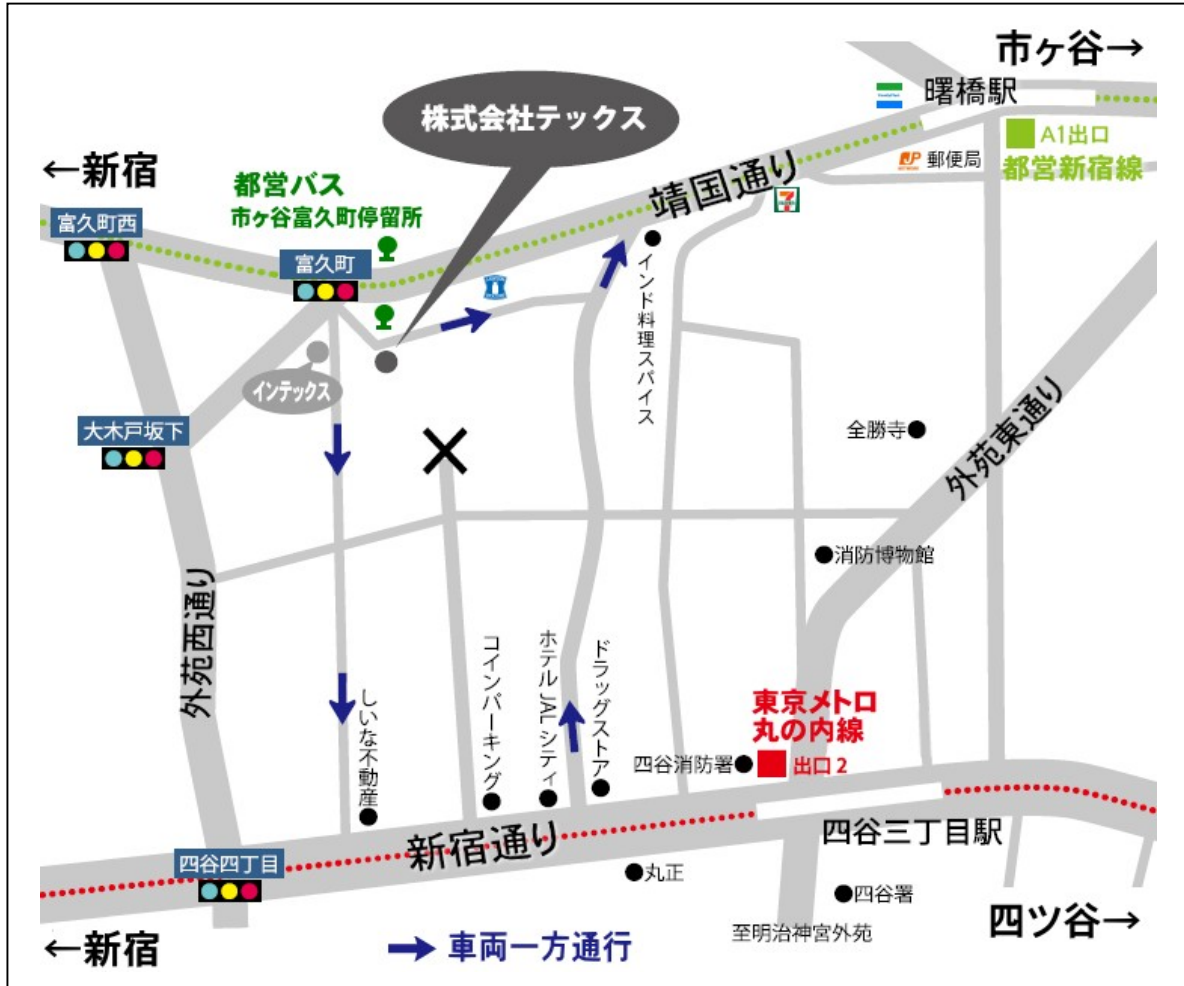 市ヶ谷→
曙橋駅
株式会社テックス
A1出口
郵便局
都営新宿線
←新宿
靖国通り
都営バス
市ヶ谷富久町停留所
富久町西
富久町
7
インド料理スパイス
インテックス
大木戸坂下
全勝寺
外苑東通り
消防博物館
外苑西通り
しいな不動産
コインパーキング
ホテルJALシティ
ドラッグストア
東京メトロ
丸の内線
四谷消防署
出口2
新宿通り
四谷三丁目駅
四谷四丁目
丸正
四谷署
四ツ谷→
至明治神宮外苑
←新宿
→車両一方通行